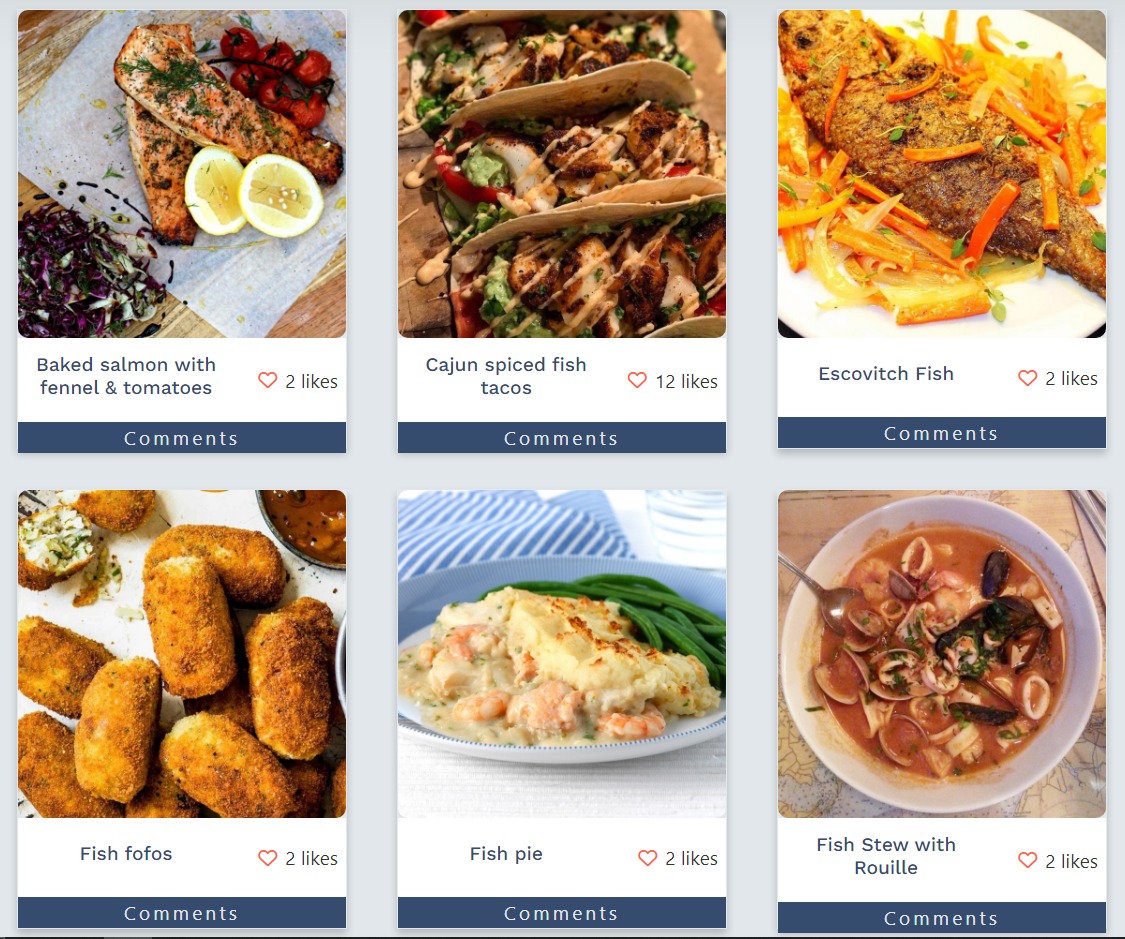 Baked salmon with
fennel & tomatoes
2 likes
Comments
Cajun spiced fish
tacos
12 likes
Comments
Escovitch Fish
2 likes
Comments
Fish fofos
2 likes
Comments
Fish pie
2 likes
Comments
Fish Stew with
Rouille
2 likes
Comments